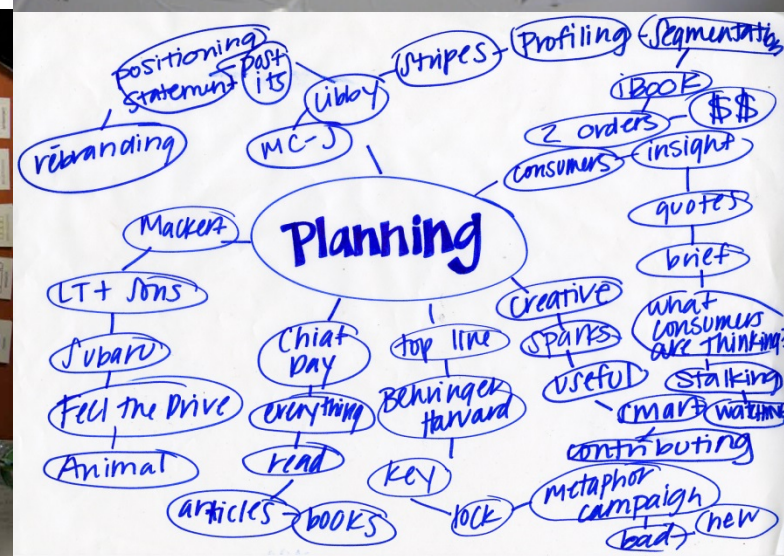 positioning
statement
past
its
rebranding
Libby
MC-J
Stripes
Profiling
Segmentation
iBook
2 orders
$$
consumers
insight
quotes
brief
what
consumers
are thinking?
Stalking
watching
Planning
Mackert
LT + Sons
Subaru
Feel the Drive
Animal
Chiat
Day
everything
read
articles
books
top line
Behringer
Harvard
key
lock
metaphor
campaign
bad
new
creative
sparks
useful
smart
contributing